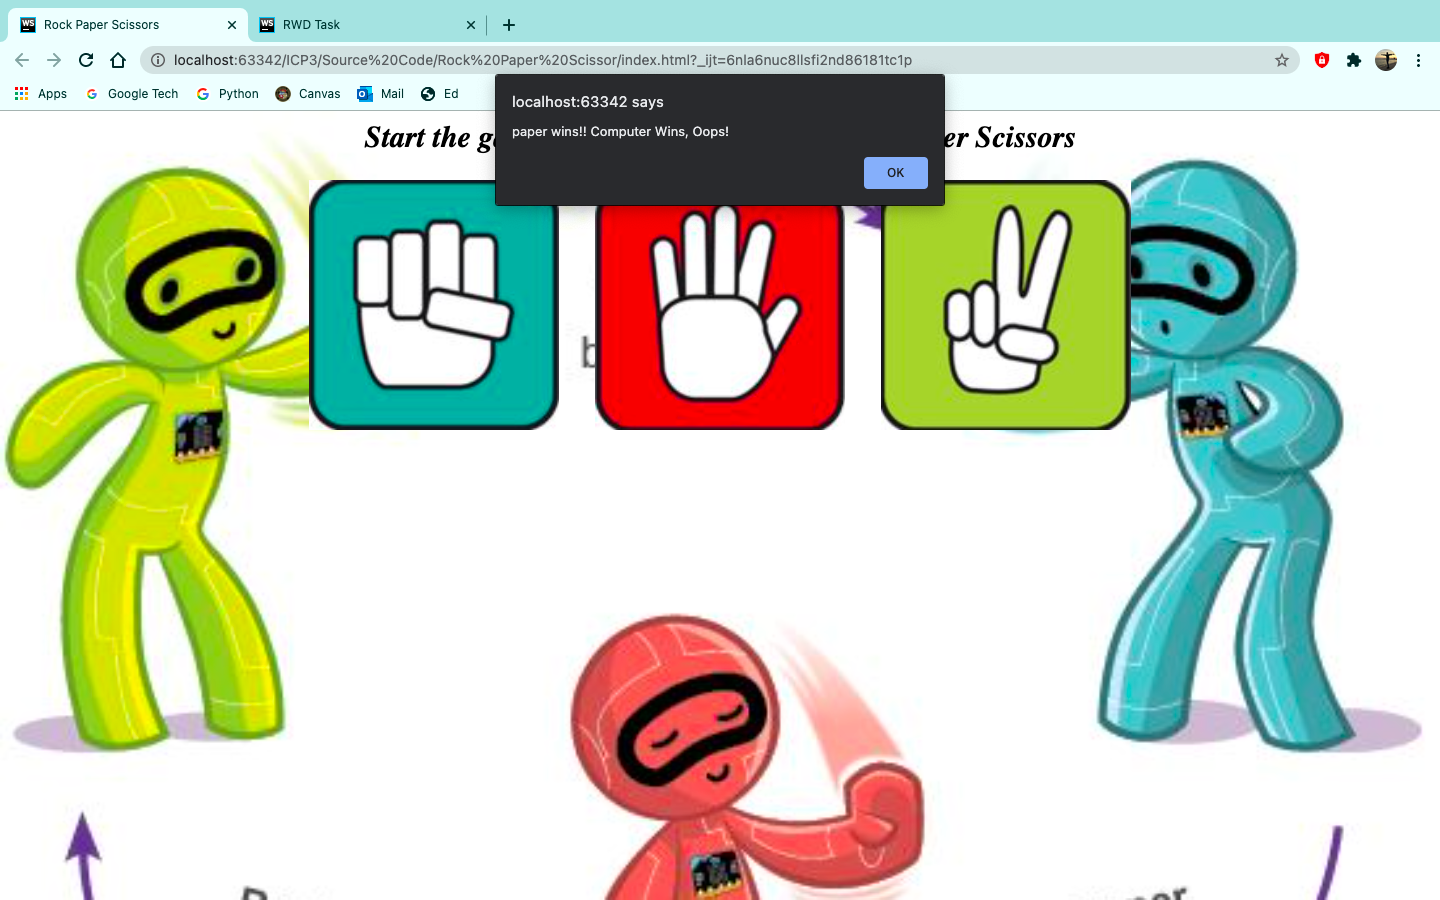 Rock Paper Scissors
RWD Task
localhost:63342/ICP3/Source%20Code/Rock%20Paper%20Scissor/index.html?_ijt=6nla6nuc8llsfi2nd86181tc1p
Apps Google Tech Python Canvas Mail Ed
localhost:63342 says
paper wins!! Computer Wins, Oops!
OK
Start the Scissors